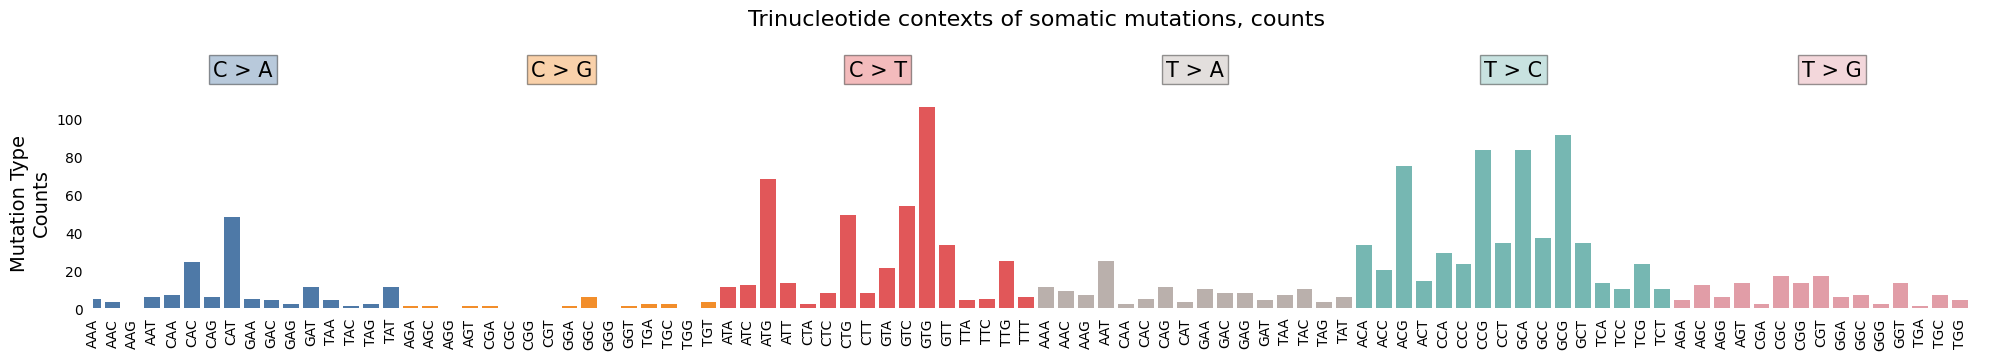 Trinucleotide contexts of somatic mutations, counts
C > A C > G C > T T > A T > C T > G
Mutation Type
Counts
100
80
60
40
20
0
AAA AAC AAG AAT CAA CAC CAG CAT GAA GAC GAG GAT TAA TAC TAG TAT AGA AGC AGG AGT CGA CGC CGG CGT GGA GGC GGG GGT TGA TGC TGG TGT ATA ATC ATG ATT CTA CTC CTG CTT GTA GTC GTG GTT TTA TTC TTG TTT AAA AAC AAG AAT CAA CAC CAG CAT GAA GAC GAG GAT TAA TAC TAG TAT ACA ACC ACG ACT CCA CCC CCG CCT GCA GCC GCG GCT TCA TCC TCG TCT AGA AGC AGG AGT CGA CGC CGG CGT GGA GGC GGG GGT TGA TGC TGG